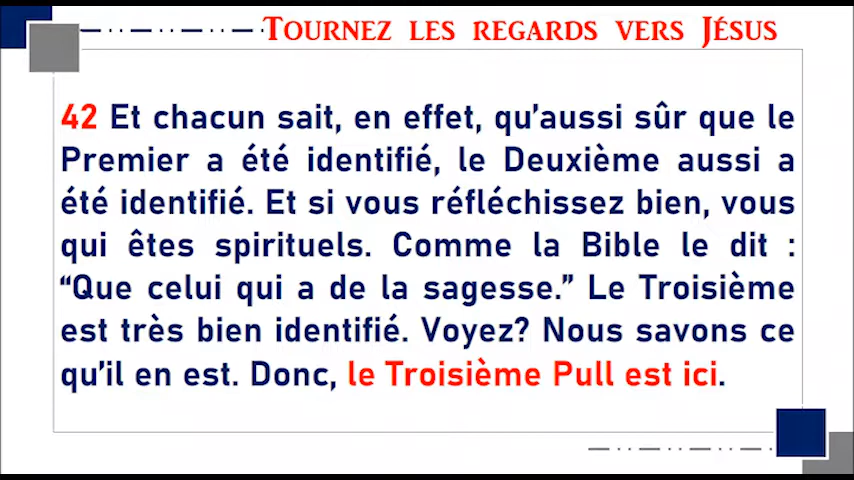 Tournez les regards vers Jésus
42 Et chacun sait, en effet, qu’aussi sûr que le
Premier a été identifié, le Deuxième aussi a
été identifié. Et si vous réfléchissez bien, vous
qui êtes spirituels. Comme la Bible le dit :
“Que celui qui a de la sagesse.” Le Troisième
est très bien identifié. Voyez? Nous savons ce
qu’il en est. Donc, le Troisième Pull est ici.